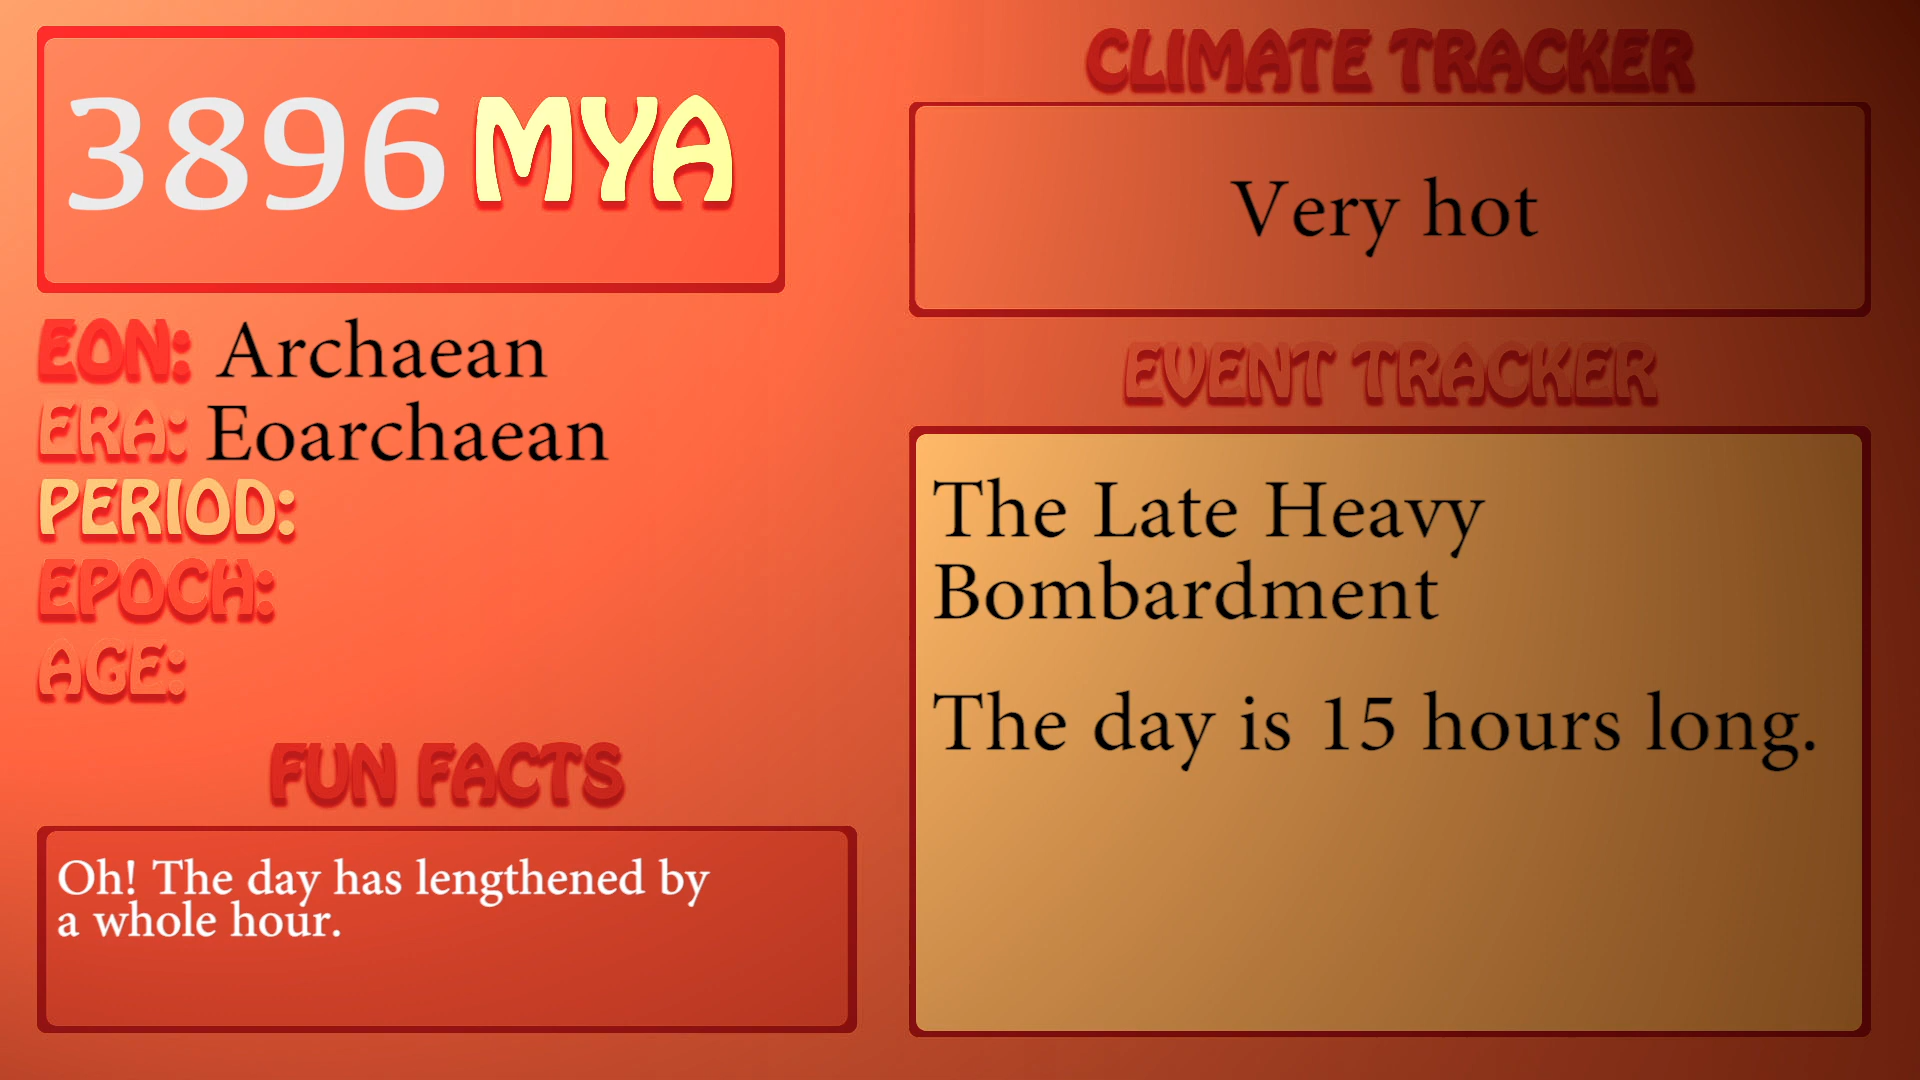 3896 MYA
EON: Archaean
ERA: Eoarchaean
PERIOD:
EPOCH:
AGE:
FUN FACTS
Oh! The day has lengthened by
a whole hour.
CLIMATE TRACKER
Very hot
EVENT TRACKER
The Late Heavy
Bombardment
The day is 15 hours long.